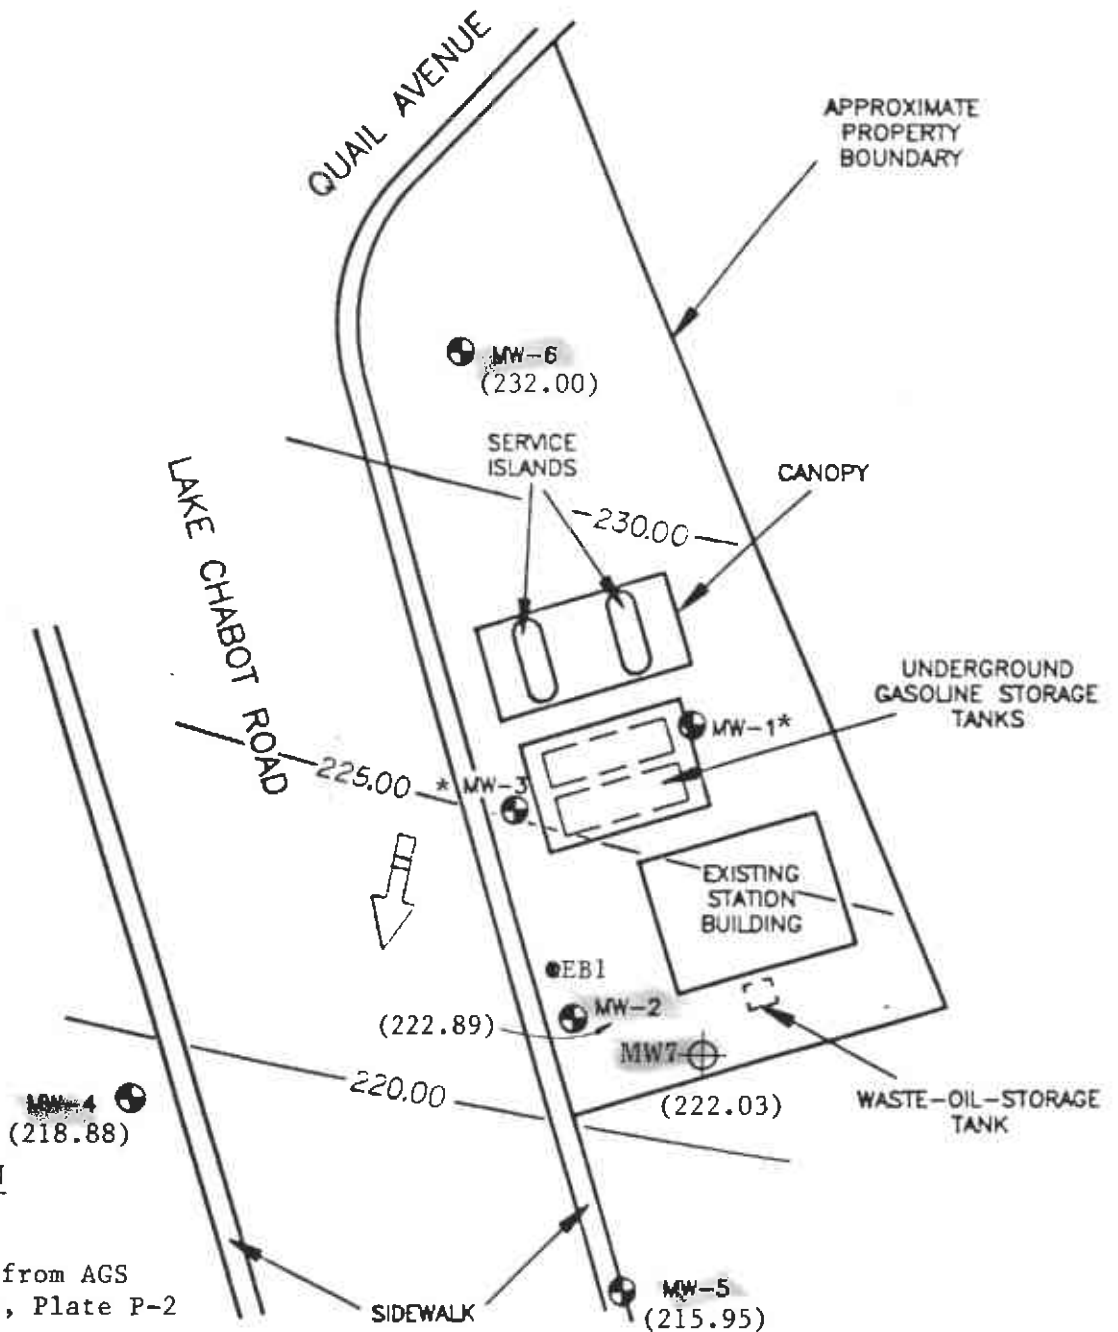 QUAIL AVENUE
APPROXIMATE
PROPERTY
BOUNDARY
MW-6
(232.00)
SERVICE
ISLANDS
CANOPY
-230.00
LAKE CHABOT ROAD
UNDERGROUND
GASOLINE STORAGE
TANKS
MW-1*
225.00
* MW-3
EXISTING
STATION
BUILDING
EB1
MW-2
(222.89)
MW7
220.00
(222.03)
WASTE-OIL-STORAGE
TANK
MW-4
(218.88)
from AGS
, Plate P-2
SIDEWALK
MW-5
(215.95)